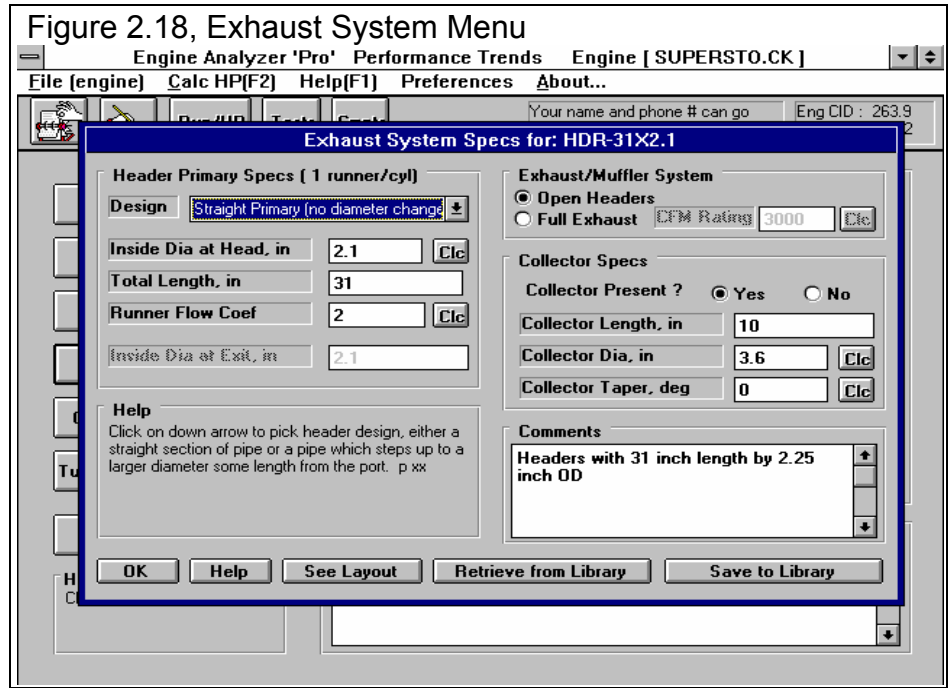 Figure 2.18, Exhaust System Menu
Engine Analyzer 'Pro' Performance Trends Engine [ SUPERSTO.CK ]
File (engine) Calc HP(F2) Help(F1) Preferences About...
Your name and phone # can go
Eng CID : 263.9
2
Exhaust System Specs for: HDR-31X2.1
Header Primary Specs ( 1 runner/cyl)
Design Straight Primary (no diameter change
Inside Dia at Head, in 2.1 Clc
Total Length, in 31
Runner Flow Coef 2 Clc
Inside Dia at Exit, in 2.1
Help
Click on down arrow to pick header design, either a
straight section of pipe or a pipe which steps up to a
larger diameter some length from the port. p xx
Exhaust/Muffler System
Open Headers
Full Exhaust CFM Rating 3000 Clc
Collector Specs
Collector Present ? Yes No
Collector Length, in 10
Collector Dia, in 3.6 Clc
Collector Taper, deg 0 Clc
Comments
Headers with 31 inch length by 2.25
inch OD
OK Help See Layout Retrieve from Library Save to Library
Tu
H